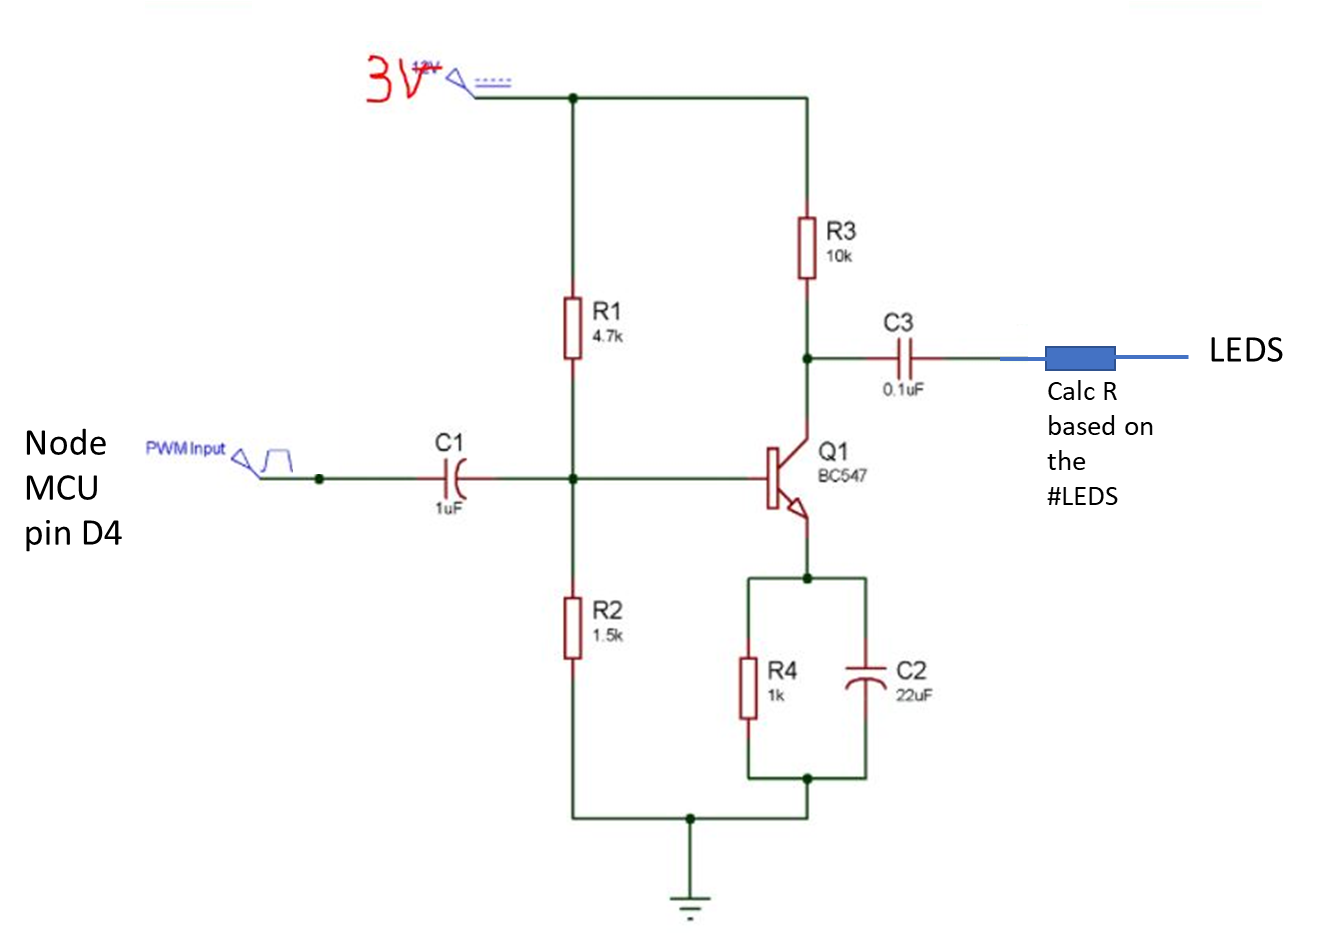 3V
12V
R3
10k
R1
4.7k
C3
0.1uF
LEDS
Calc R
based on
the
#LEDS
Node
MCU
pin D4
PWM Input
C1
1uF
Q1
BC547
R2
1.5k
R4
1k
C2
22uF